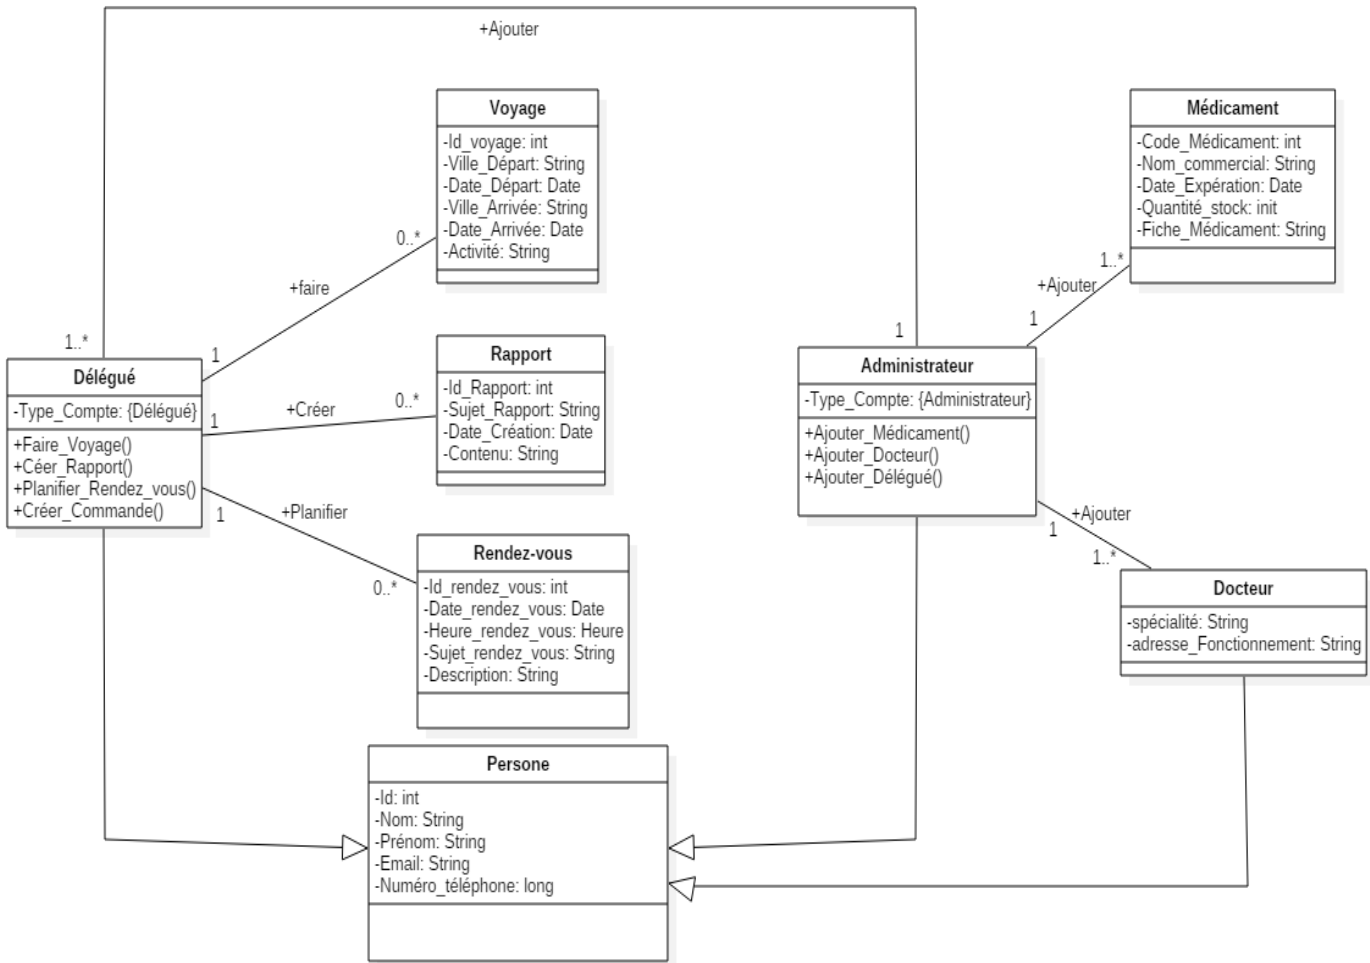 +Ajouter
Voyage
-Id_voyage: int
-Ville_Départ: String
-Date_Départ: Date
-Ville_Arrivée: String
-Date_Arrivée: Date
-Activité: String
Médicament
-Code_Médicament: int
-Nom_commercial: String
-Date_Expération: Date
-Quantité_stock: init
-Fiche_Médicament: String
0..*
+faire
1..*
1
1..*
+Ajouter
1
1
Délégué
-Type_Compte: {Délégué}
+Faire_Voyage()
+Céer_Rapport()
+Planifier_Rendez_vous()
+Créer_Commande()
1
+Créer
0..*
Rapport
-Id_Rapport: int
-Sujet_Rapport: String
-Date_Création: Date
-Contenu: String
Administrateur
-Type_Compte: {Administrateur}
+Ajouter_Médicament()
+Ajouter_Docteur()
+Ajouter_Délégué()
1
+Planifier
0..*
Rendez-vous
-Id_rendez_vous: int
-Date_rendez_vous: Date
-Heure_rendez_vous: Heure
-Sujet_rendez_vous: String
-Description: String
+Ajouter
1
1..*
Docteur
-spécialité: String
-adresse_Fonctionnement: String
Persone
-Id: int
-Nom: String
-Prénom: String
-Email: String
-Numéro_téléphone: long